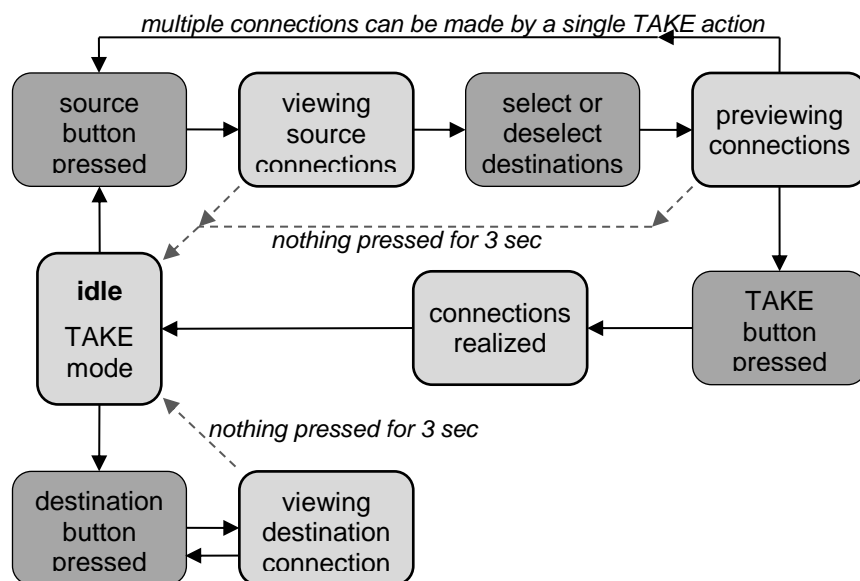 multiple connections can be made by a single TAKE action
source
button
pressed
viewing
source
connections
select or
deselect
destinations
previewing
connections
nothing pressed for 3 sec
idle
TAKE
mode
connections
realized
TAKE
button
pressed
nothing pressed for 3 sec
destination
button
pressed
viewing
destination
connection